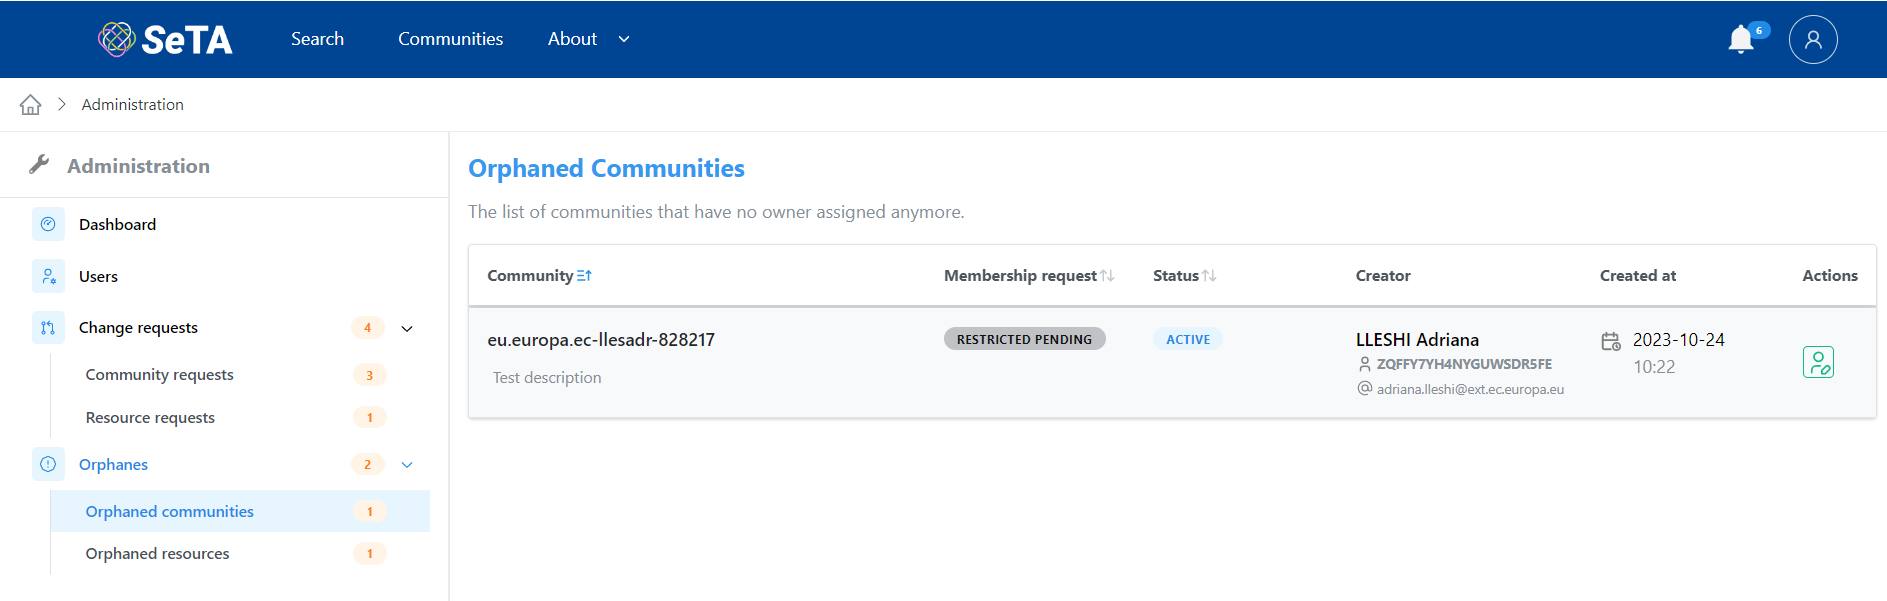 SeTA
Search
Communities
About
6
Administration
Administration
Dashboard
Users
Change requests 4
Community requests 3
Resource requests 1
Orphanes 2
Orphaned communities 1
Orphaned resources 1
Orphaned Communities
The list of communities that have no owner assigned anymore.
Community Membership request Status Creator Created at Actions
eu.europa.ec-llesadr-828217 RESTRICTED PENDING ACTIVE LLESHI Adriana 2023-10-24
ZQFFY7YH4NYGUWSDR5FE 10:22
Test description
adriana.lleshi@ext.ec.europa.eu